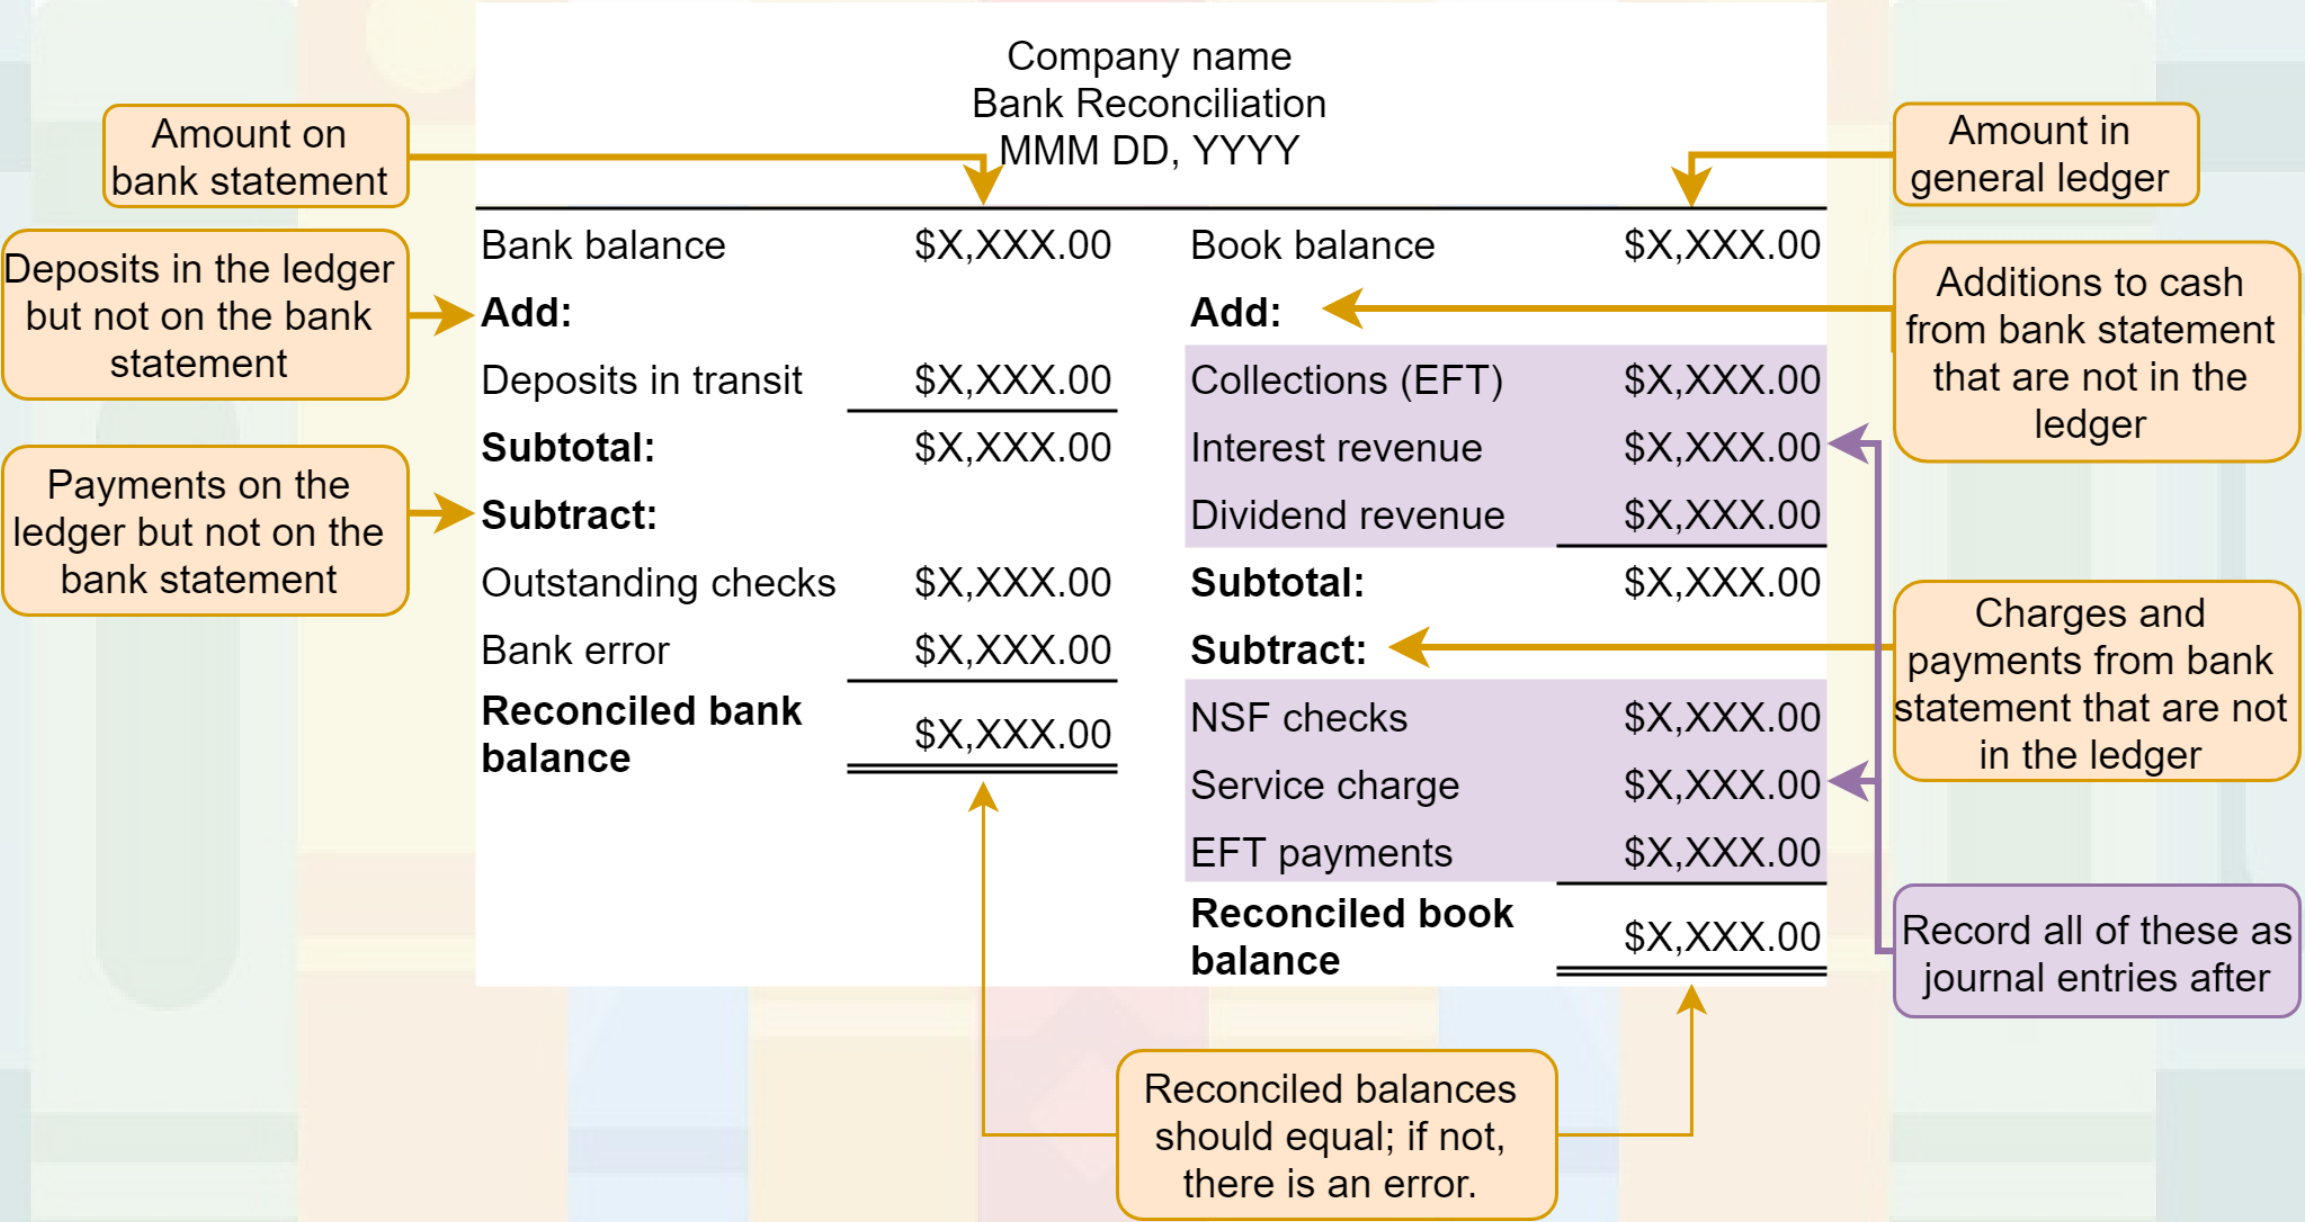 Company name
Bank Reconciliation
MMM DD, YYYY
Amount on
bank statement
Amount in
general ledger
Deposits in the ledger
but not on the bank
statement
Payments on the
ledger but not on the
bank statement
Bank balance $X,XXX.00
Add:
Deposits in transit $X,XXX.00
Subtotal: $X,XXX.00
Subtract:
Outstanding checks $X,XXX.00
Bank error $X,XXX.00
Reconciled bank
balance $X,XXX.00
Book balance $X,XXX.00
Add:
Collections (EFT) $X,XXX.00
Interest revenue $X,XXX.00
Dividend revenue $X,XXX.00
Subtotal: $X,XXX.00
Subtract:
NSF checks $X,XXX.00
Service charge $X,XXX.00
EFT payments $X,XXX.00
Reconciled book
balance $X,XXX.00
Additions to cash
from bank statement
that are not in the
ledger
Charges and
payments from bank
statement that are not
in the ledger
Record all of these as
journal entries after
Reconciled balances
should equal; if not,
there is an error.